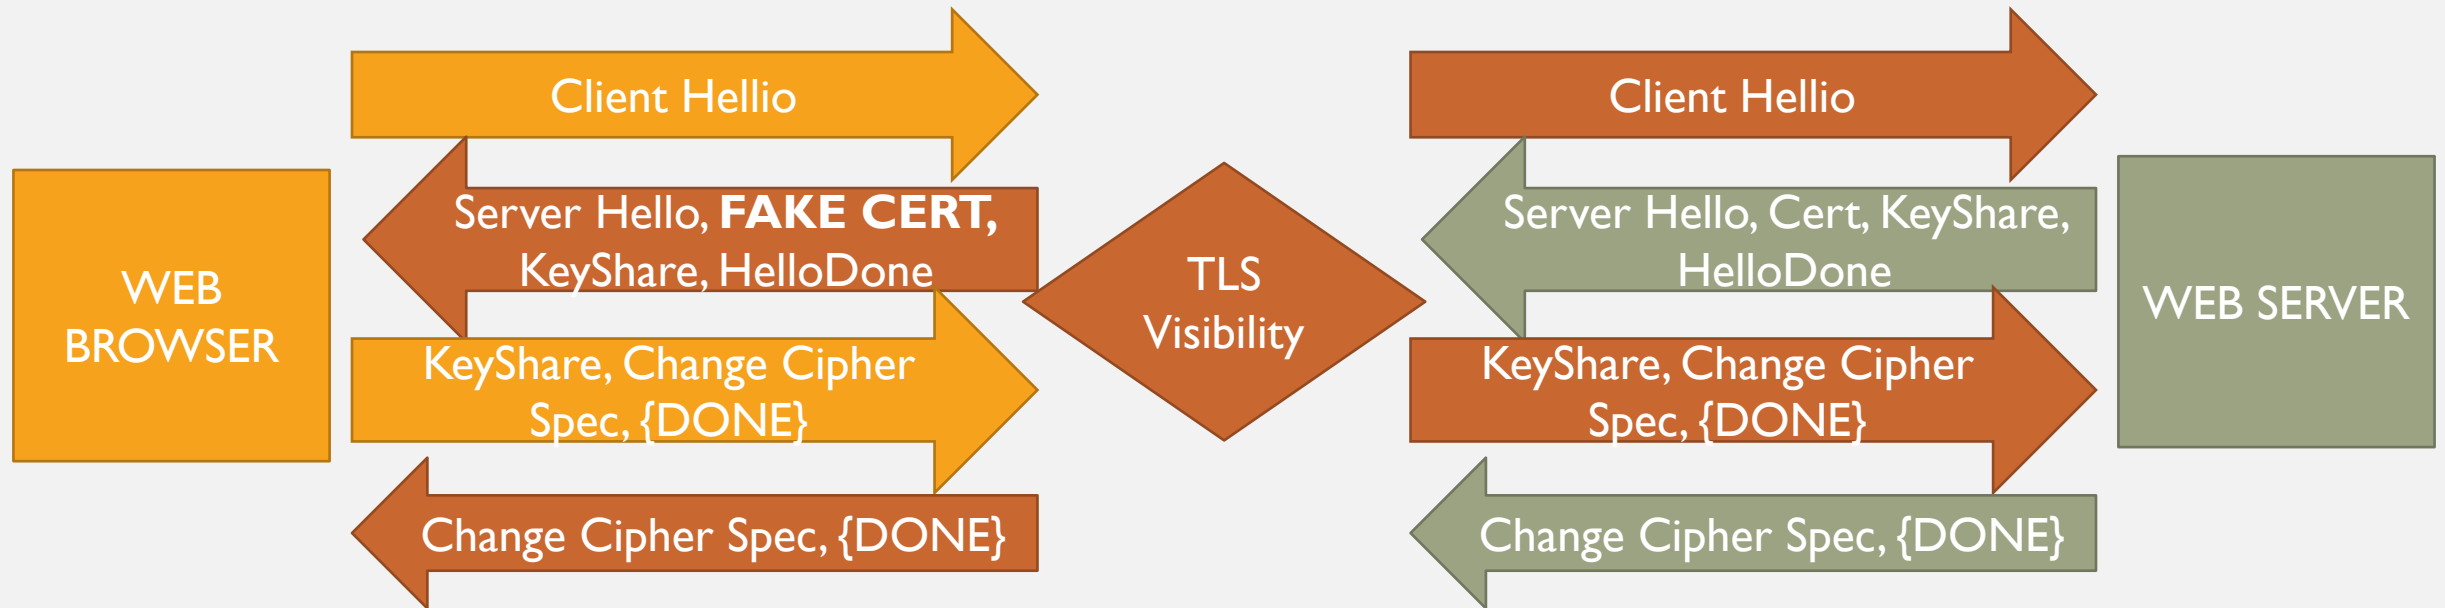 WEB
BROWSER
Client Hellio
Server Hello, FAKE CERT,
KeyShare, HelloDone
KeyShare, Change Cipher
Spec, {DONE}
Change Cipher Spec, {DONE}
TLS
Visibility
Client Hellio
Server Hello, Cert, KeyShare,
HelloDone
KeyShare, Change Cipher
Spec, {DONE}
Change Cipher Spec, {DONE}
WEB SERVER